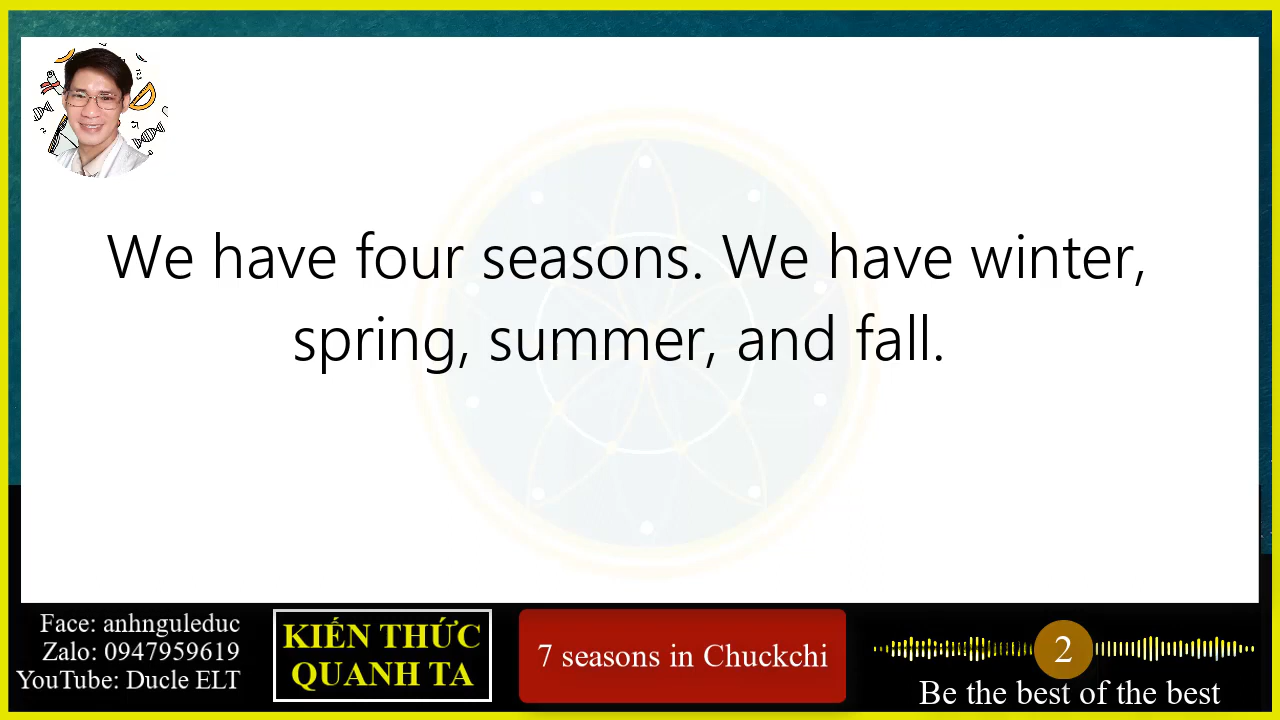 We have four seasons. We have winter,
spring, summer, and fall.
Face: anhnguleduc
Zalo: 0947959619
YouTube: Ducle ELT
KIẾN THỨC
QUANH TA
7 seasons in Chuckchi
2
Be the best of the best